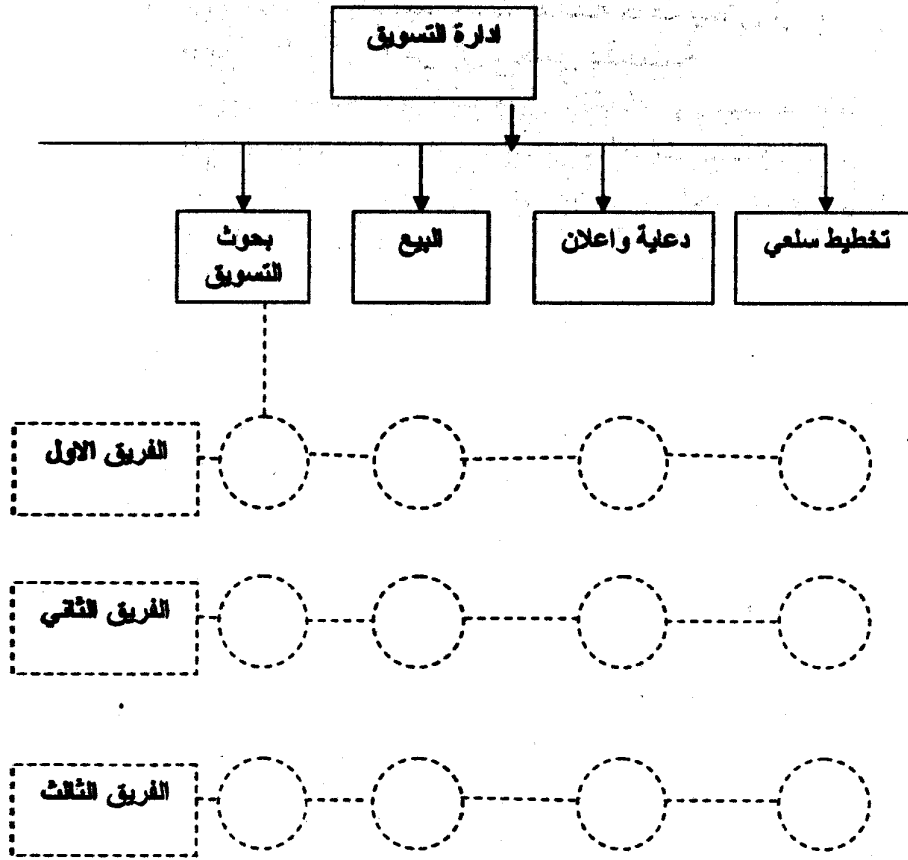 ادارة التسويق
تخطيط سلعي
دعاية واعلان
البيع
بحوث
التسويق
الفريق الاول
الفريق الثاني
الفريق الثالث